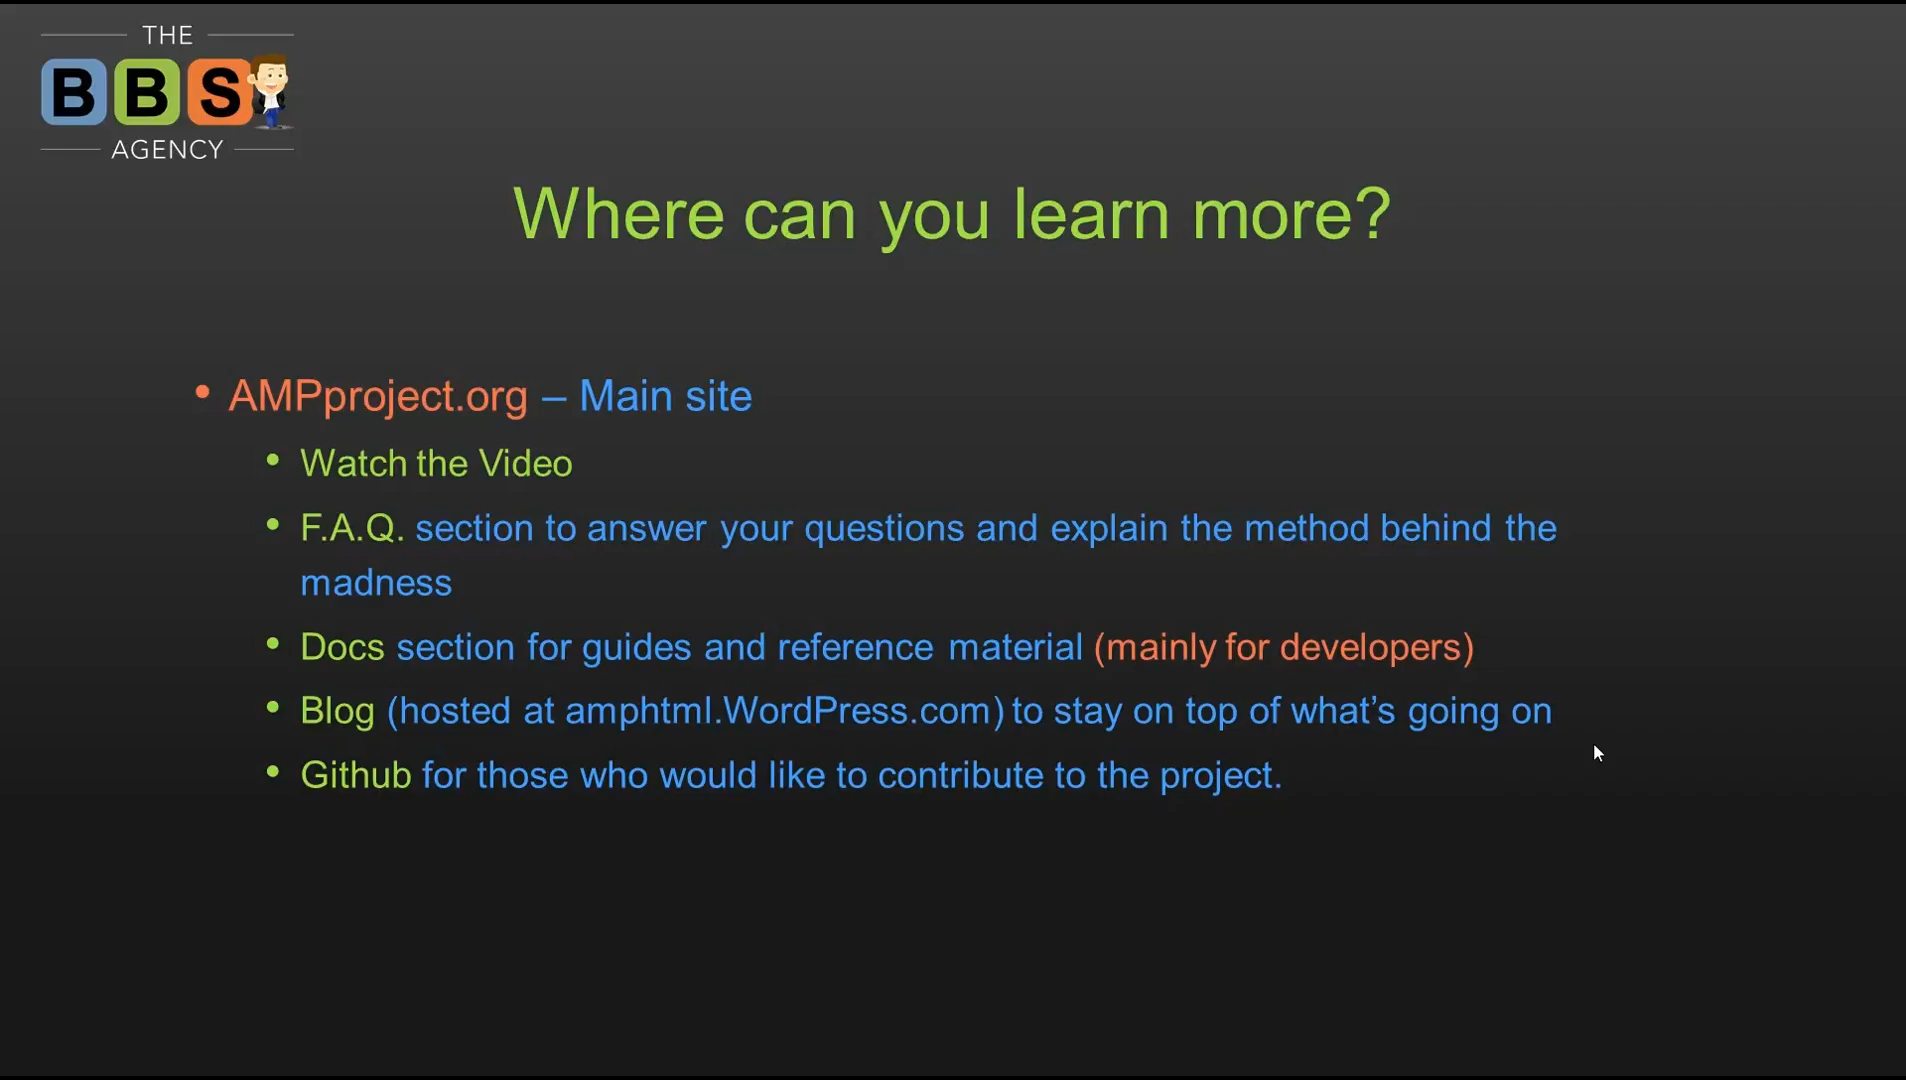 THE
BBS
AGENCY
Where can you learn more?
• AMPproject.org – Main site
• Watch the Video
• F.A.Q. section to answer your questions and explain the method behind the
madness
• Docs section for guides and reference material (mainly for developers)
• Blog (hosted at amphtml.WordPress.com) to stay on top of what’s going on
• Github for those who would like to contribute to the project.